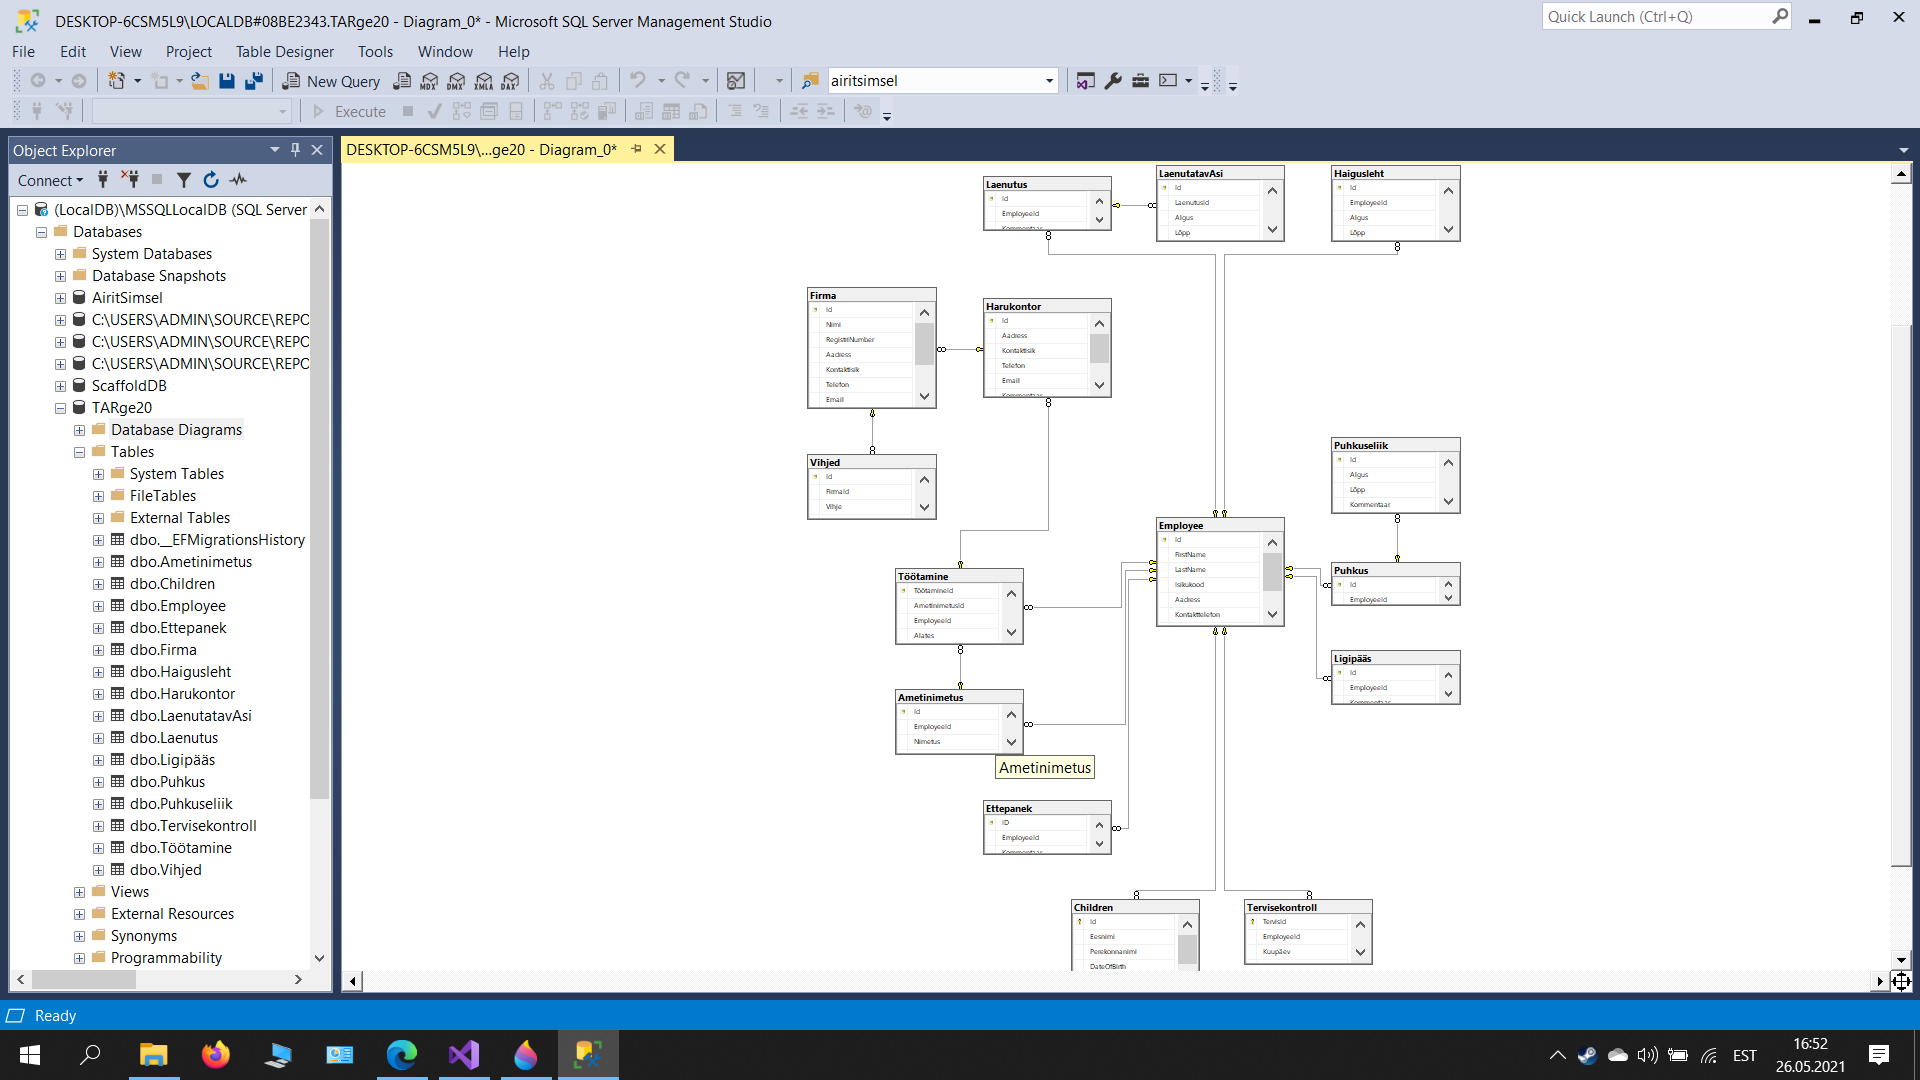 DESKTOP-6CSM5L9\LOCALDB#08BE2343.TARge20 - Diagram_0* - Microsoft SQL Server Management Studio
Quick Launch (Ctrl+Q)
File Edit View Project Table Designer Tools Window Help
New Query MDX DMX XMLA DAX airitsimsel
Execute
Object Explorer
DESKTOP-6CSM5L9\...ge20 - Diagram_0*
Connect
(LocalDB)\MSSQLLocalDB (SQL Server
Databases
System Databases
Database Snapshots
AiritSimsel
C:\USERS\ADMIN\SOURCE\REPO
C:\USERS\ADMIN\SOURCE\REPO
C:\USERS\ADMIN\SOURCE\REPO
ScaffoldDB
TARge20
Database Diagrams
Tables
System Tables
FileTables
External Tables
dbo.__EFMigrationsHistory
dbo.Ametinimetus
dbo.Children
dbo.Employee
dbo.Ettepanek
dbo.Firma
dbo.Haigusleht
dbo.Harukontor
dbo.LaenutatavAsi
dbo.Laenutus
dbo.Ligipääs
dbo.Puhkus
dbo.Puhkuseliik
dbo.Tervisekontroll
dbo.Töötamine
dbo.Vihjed
Views
External Resources
Synonyms
Programmability
Laenutus
Id
EmployeeId
Kommentaar
LaenutatavAsi
Id
LaenutusId
Algus
Lõpp
Haigusleht
Id
EmployeeId
Algus
Lõpp
Firma
Id
Nimi
RegistriNumber
Aadress
Kontaktisik
Telefon
Email
Harukontor
Id
Aadress
Kontaktisik
Telefon
Email
Kommentaar
Vihjed
Id
FirmaId
Vihje
Puhkuseliik
Id
Algus
Lõpp
Kommentaar
Employee
Id
FirstName
LastName
Isikukood
Aadress
Kontakttelefon
Puhkus
Id
EmployeeId
Töötamine
TöötamineId
AmetinimetusId
EmployeeId
Alates
Ligipääs
Id
EmployeeId
Kommentaar
Ametinimetus
Id
EmployeeId
Nimetus
Ametinimetus
Ettepanek
ID
EmployeeId
Kommentaar
Children
Id
Eesnimi
Perekonnanimi
DateOfBirth
Tervisekontroll
TervisId
EmployeeId
Kuupäev
Ready
EST
16:52
26.05.2021